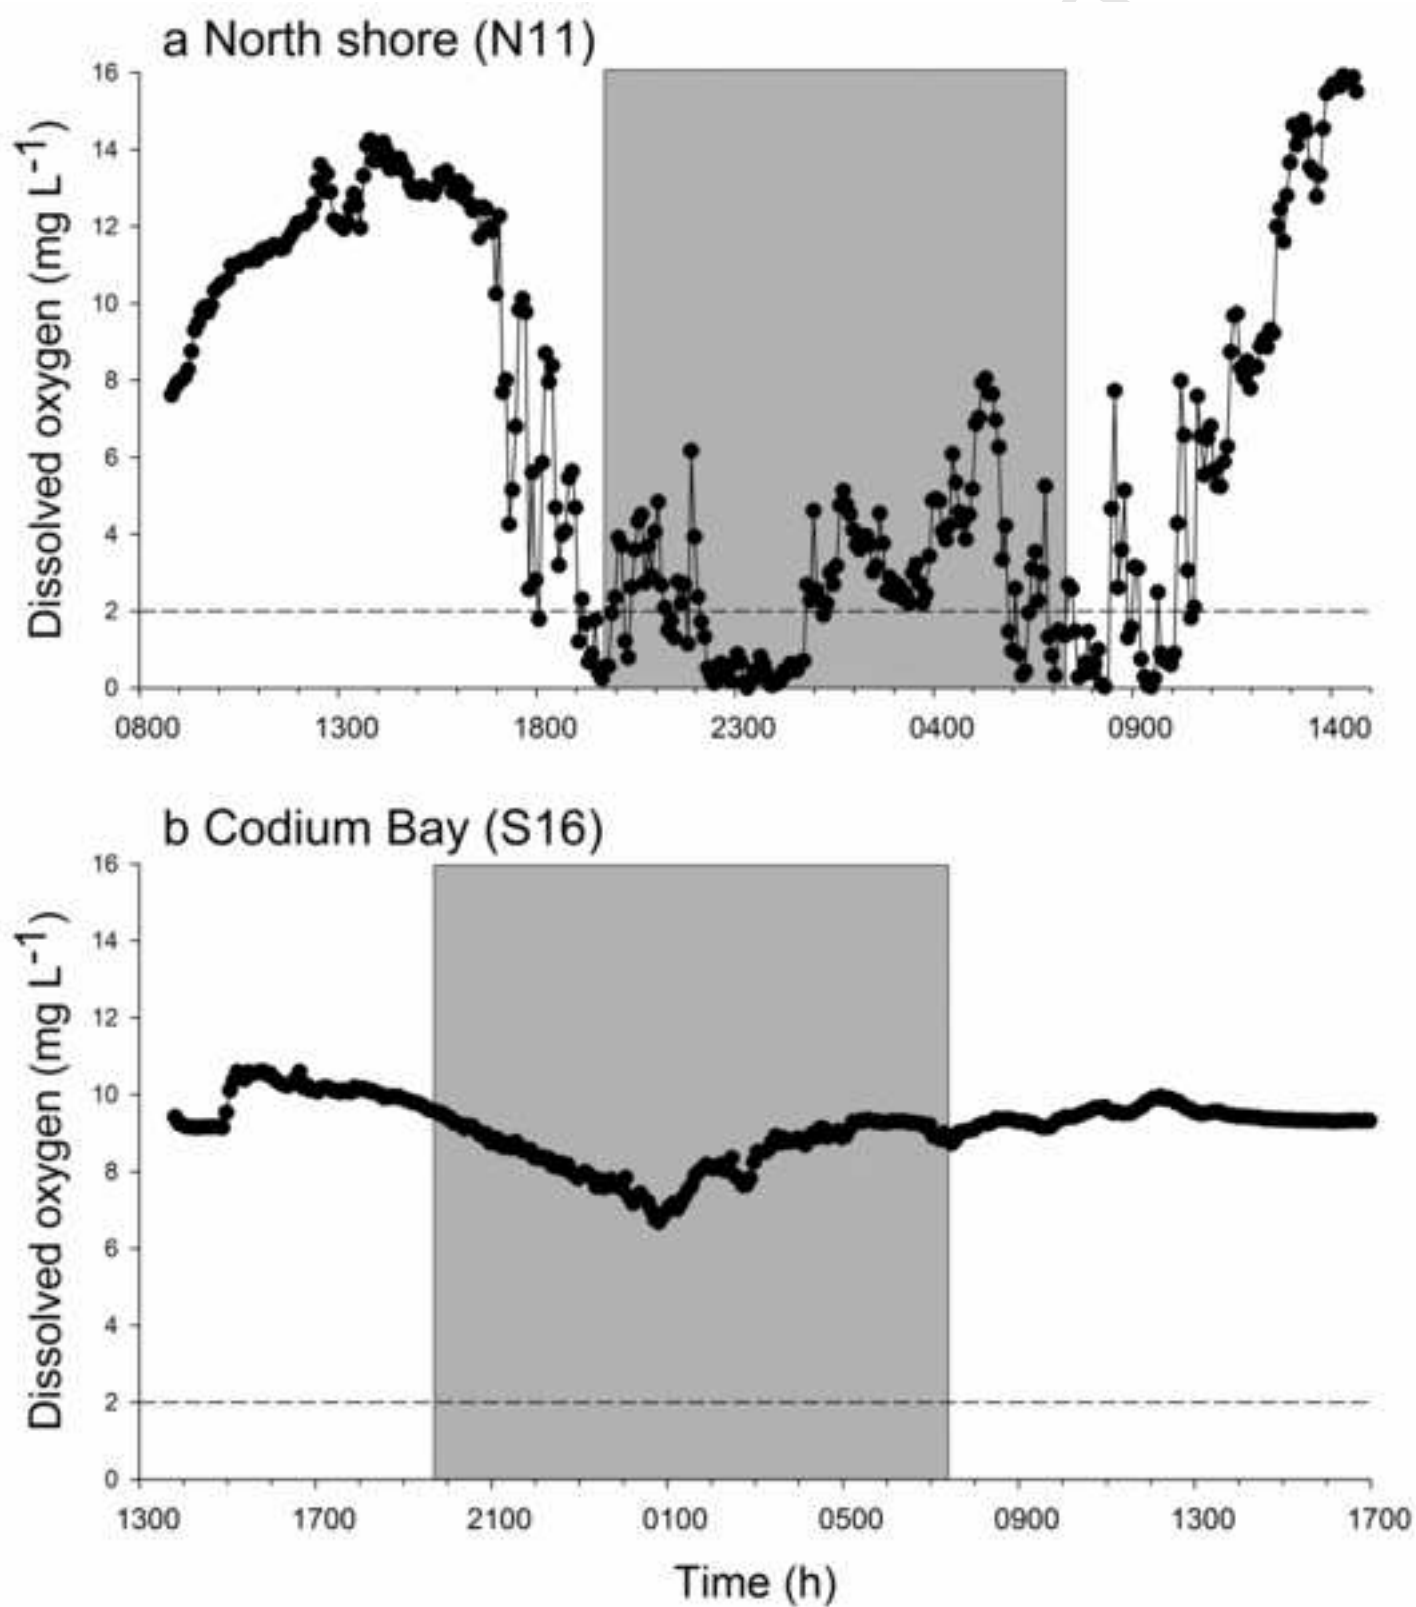 a North shore (N11)
Dissolved oxygen (mg L-1)
16
14
12
10
8
6
4
2
0
0800 1300 1800 2300 0400 0900 1400
b Codium Bay (S16)
Dissolved oxygen (mg L-1)
16
14
12
10
8
6
4
2
0
1300 1700 2100 0100 0500 0900 1300 1700
Time (h)